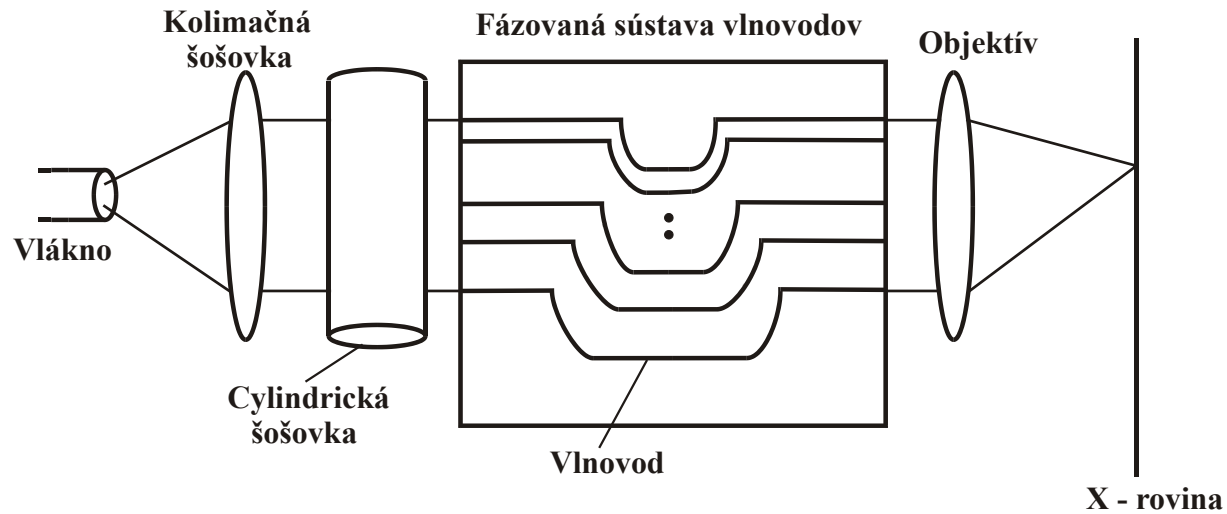 Kolimačná
šošovka
Fázovaná sústava vlnovodov
Objektív
Vlákno
Cylindrická
šošovka
Vlnovod
X - rovina